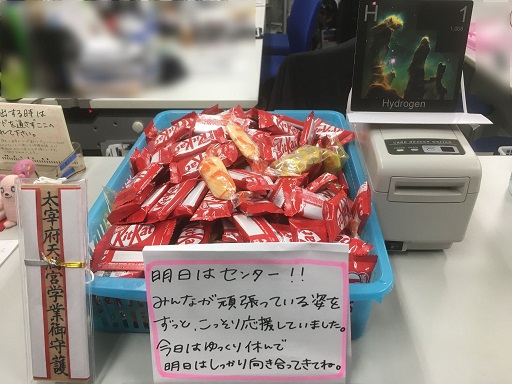 H 1
1.008
Hydrogen
太宰府天満宮学業御守護
KitKat
明日はセンター!!
みんなが頑張っている姿を
ずっと、こっそり応援していました。
今日はゆっくり休んで
明日はしっかり向き合ってきてね。